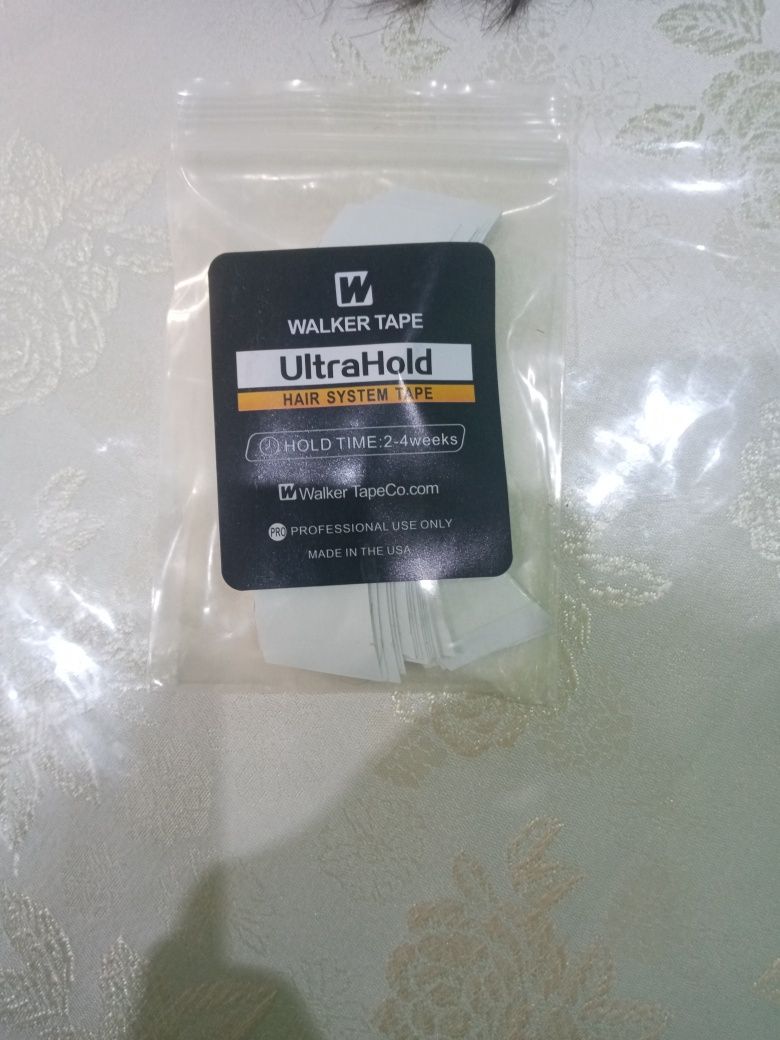 W
WALKER TAPE
UltraHold
HAIR SYSTEM TAPE
HOLD TIME:2-4weeks
W Walker TapeCo.com
PRO PROFESSIONAL USE ONLY
MADE IN THE USA